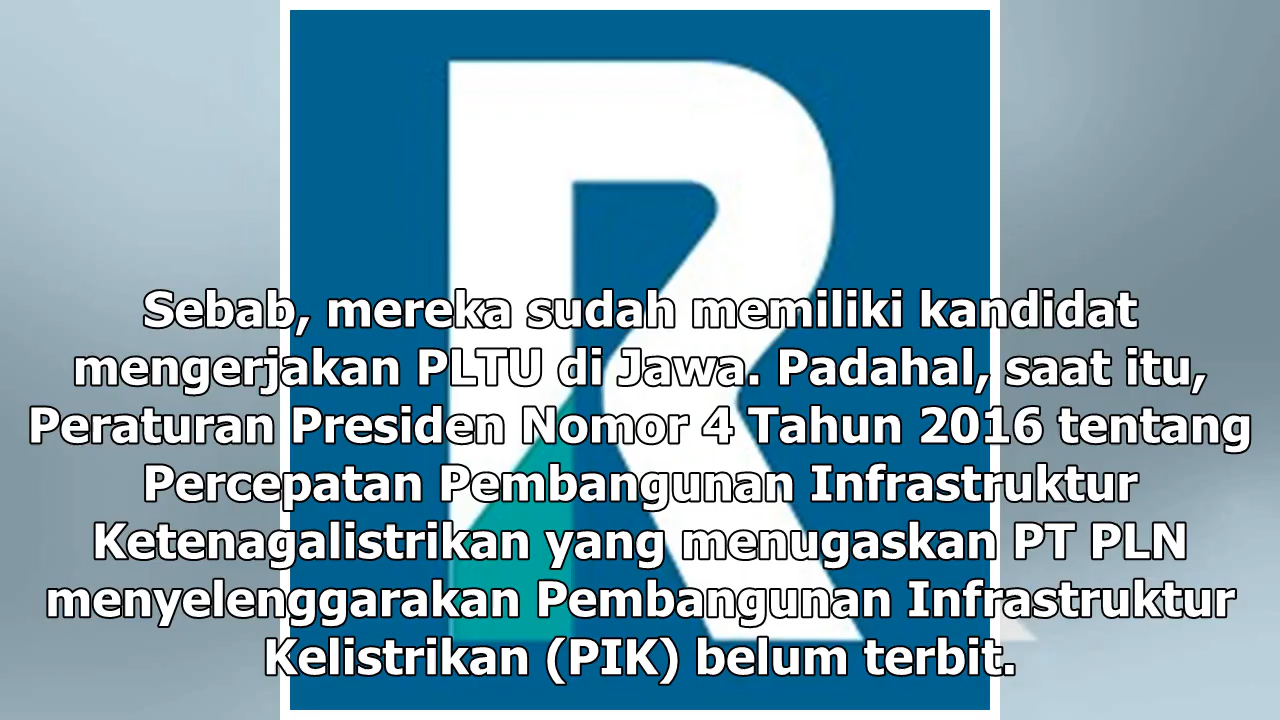 Sebab, mereka sudah memiliki kandidat
mengerjakan PLTU di Jawa. Padahal, saat itu,
Peraturan Presiden Nomor 4 Tahun 2016 tentang
Percepatan Pembangunan Infrastruktur
Ketenagalistrikan yang menugaskan PT PLN
menyelenggarakan Pembangunan Infrastruktur
Kelistrikan (PIK) belum terbit.